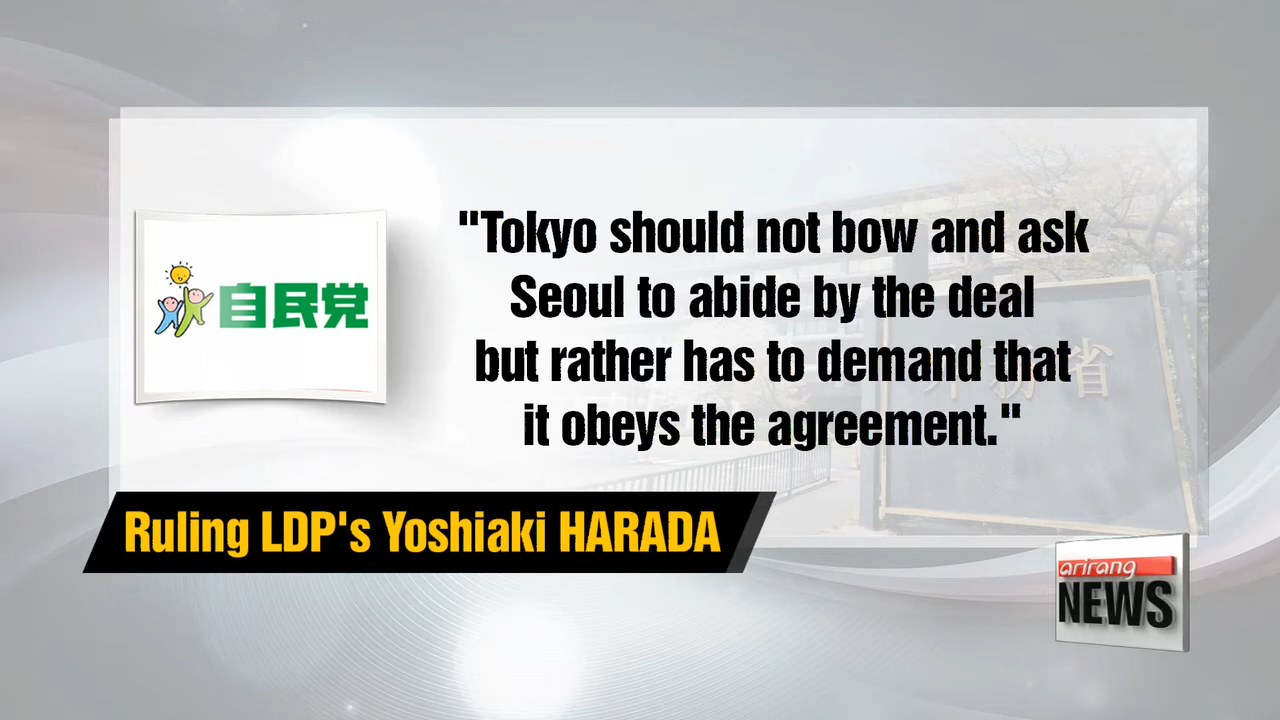 自民党
"Tokyo should not bow and ask
Seoul to abide by the deal
but rather has to demand that
it obeys the agreement."
省
Ruling LDP's Yoshiaki HARADA
arirang
NEWS